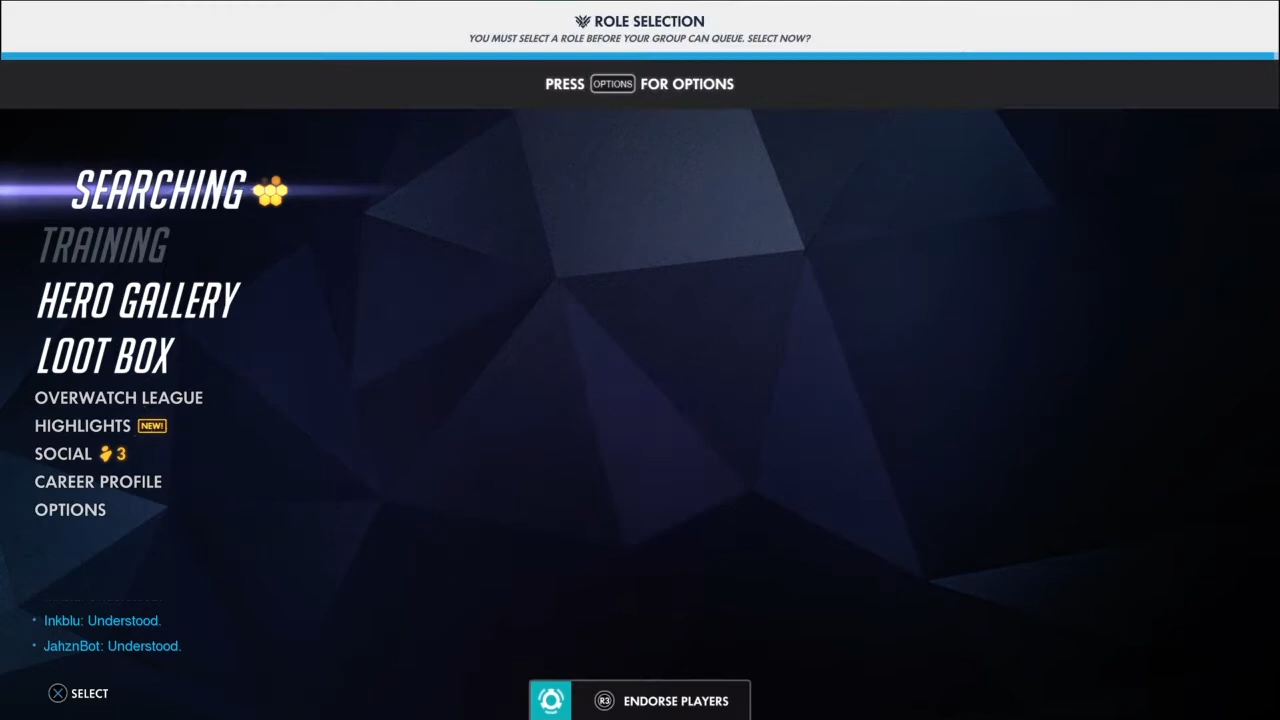 ROLE SELECTION
YOU MUST SELECT A ROLE BEFORE YOUR GROUP CAN QUEUE. SELECT NOW?
PRESS OPTIONS FOR OPTIONS
SEARCHING
TRAINING
HERO GALLERY
LOOT BOX
OVERWATCH LEAGUE
HIGHLIGHTS NEW!
SOCIAL 3
CAREER PROFILE
OPTIONS
• Inkblu: Understood.
• JahznBot: Understood.
SELECT
R3 ENDORSE PLAYERS